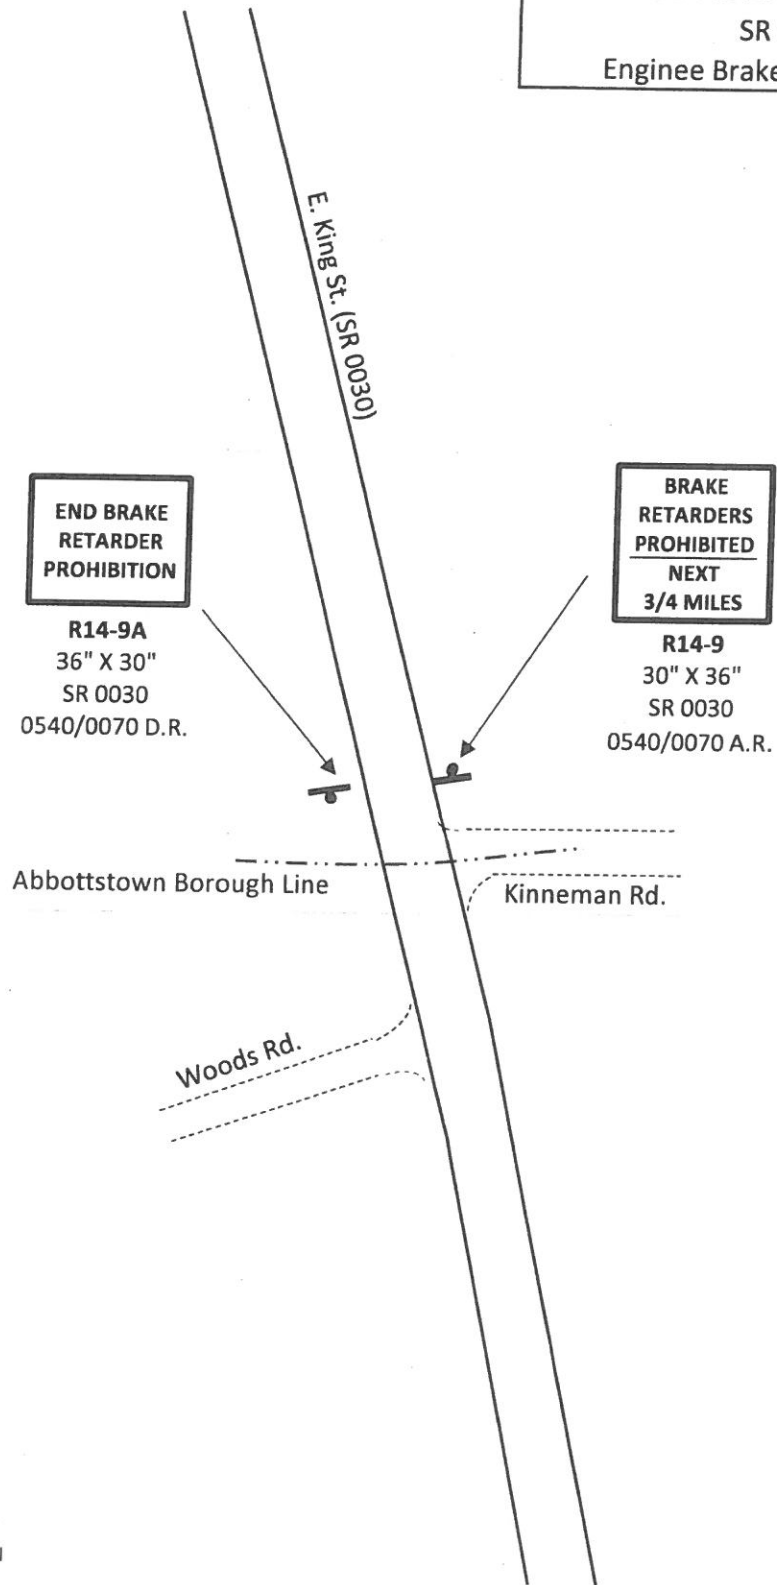 SR
Enginee Brake
E. King St. (SR 0030)
END BRAKE
RETARDER
PROHIBITION
R14-9A
36" X 30"
SR 0030
0540/0070 D.R.
BRAKE
RETARDERS
PROHIBITED
NEXT
3/4 MILES
R14-9
30" X 36"
SR 0030
0540/0070 A.R.
Abbottstown Borough Line
Kinneman Rd.
Woods Rd.